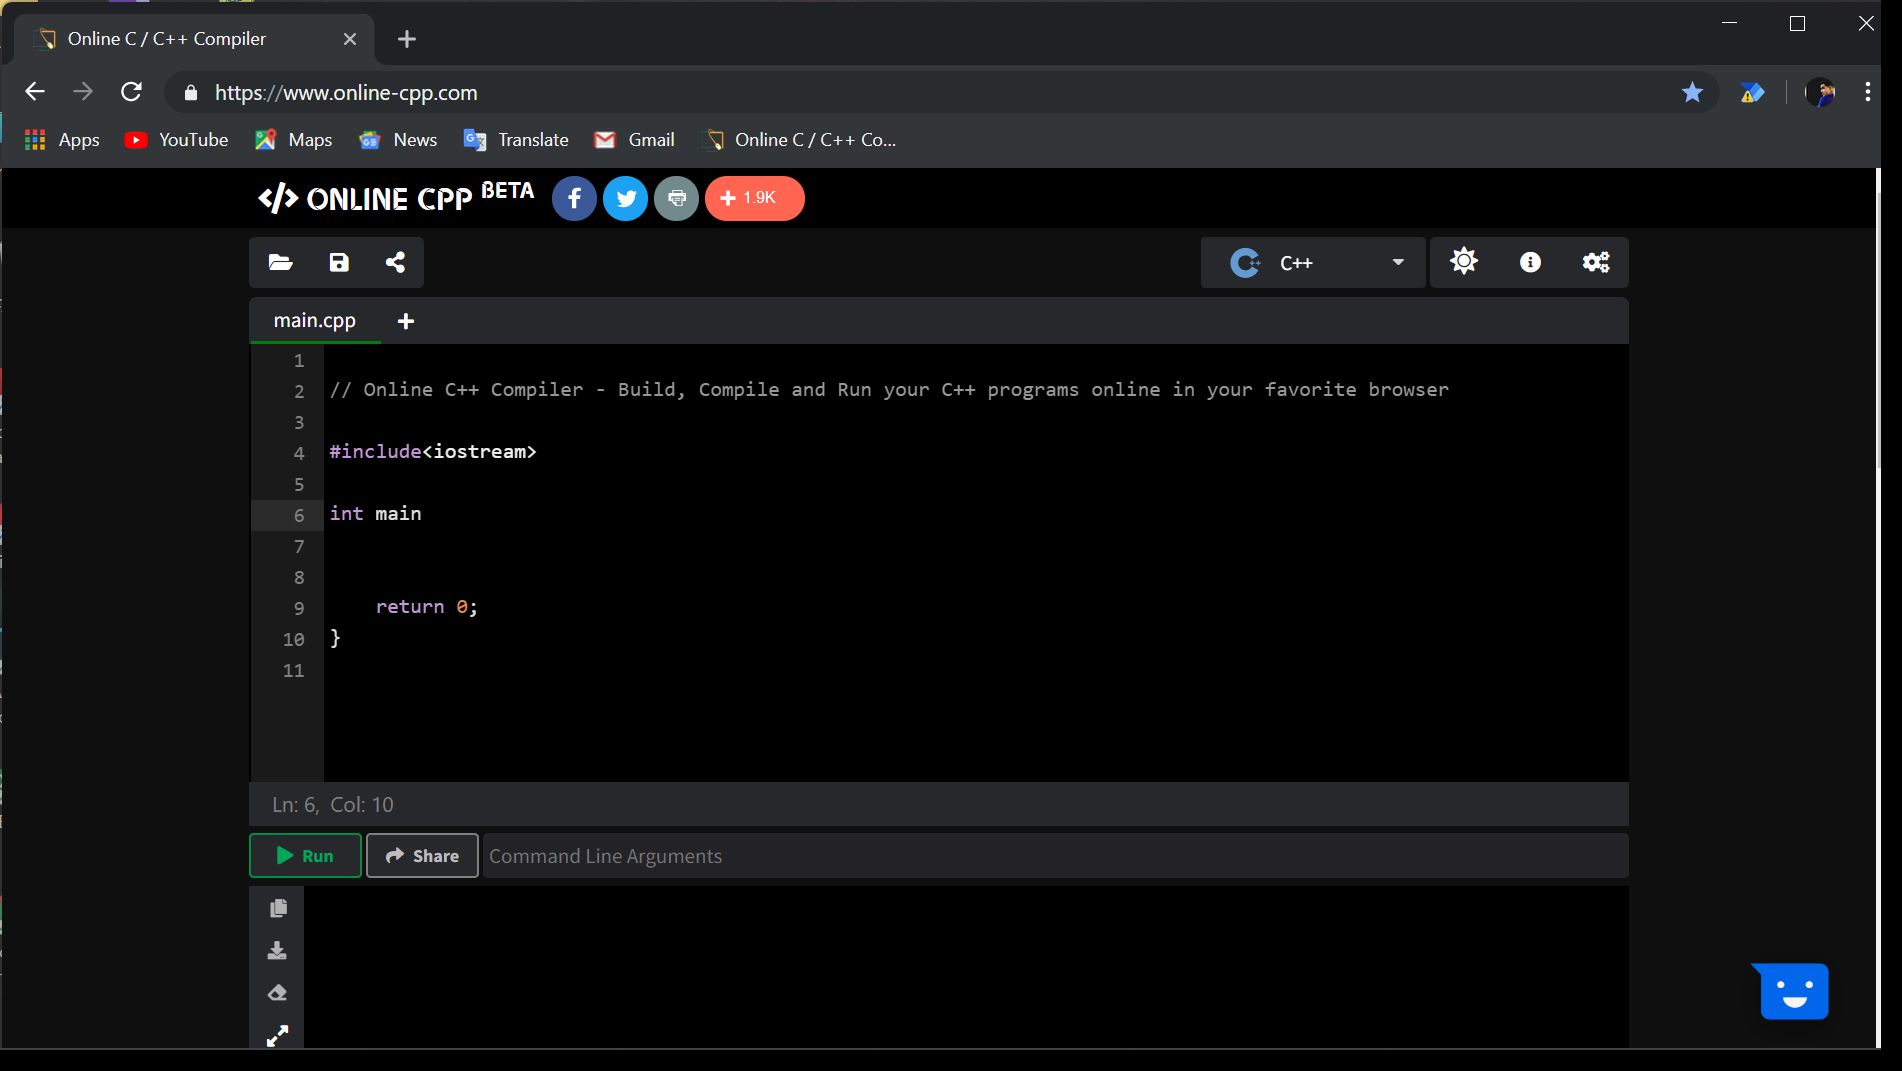 Online C / C++ Compiler
https://www.online-cpp.com
Apps YouTube Maps News Translate Gmail Online C / C++ Co...
</> ONLINE CPP BETA f + 1.9K
C++
main.cpp +
1
2 // Online C++ Compiler - Build, Compile and Run your C++ programs online in your favorite browser
3
4 #include<iostream>
5
6 int main
7
8
9 return 0;
10 }
11
Ln: 6, Col: 10
Run Share Command Line Arguments